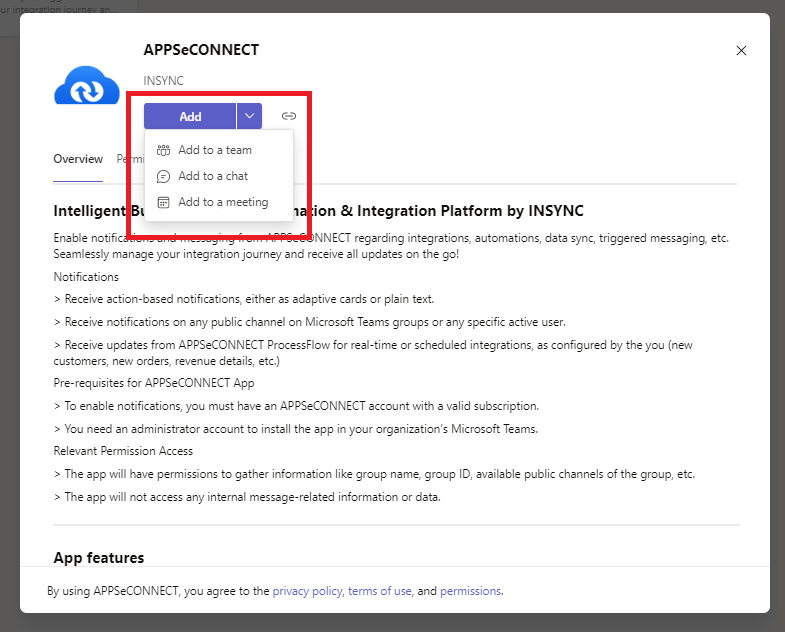 our integration journey an...
APPSeCONNECT
INSYNC
Add
Add to a team
Overview Permi
Add to a chat
Add to a meeting
Intelligent Bu nation & Integration Platform by INSYNC
Enable notifications and messaging from APPSeCONNECT regarding integrations, automations, data sync, triggered messaging, etc.
Seamlessly manage your integration journey and receive all updates on the go!
Notifications
> Receive action-based notifications, either as adaptive cards or plain text.
> Receive notifications on any public channel on Microsoft Teams groups or any specific active user.
> Receive updates from APPSeCONNECT ProcessFlow for real-time or scheduled integrations, as configured by the you (new
customers, new orders, revenue details, etc.)
Pre-requisites for APPSeCONNECT App
> To enable notifications, you must have an APPSeCONNECT account with a valid subscription.
> You need an administrator account to install the app in your organization's Microsoft Teams.
Relevant Permission Access
> The app will have permissions to gather information like group name, group ID, available public channels of the group, etc.
> The app will not access any internal message-related information or data.
App features
By using APPSeCONNECT, you agree to the privacy policy, terms of use, and permissions.